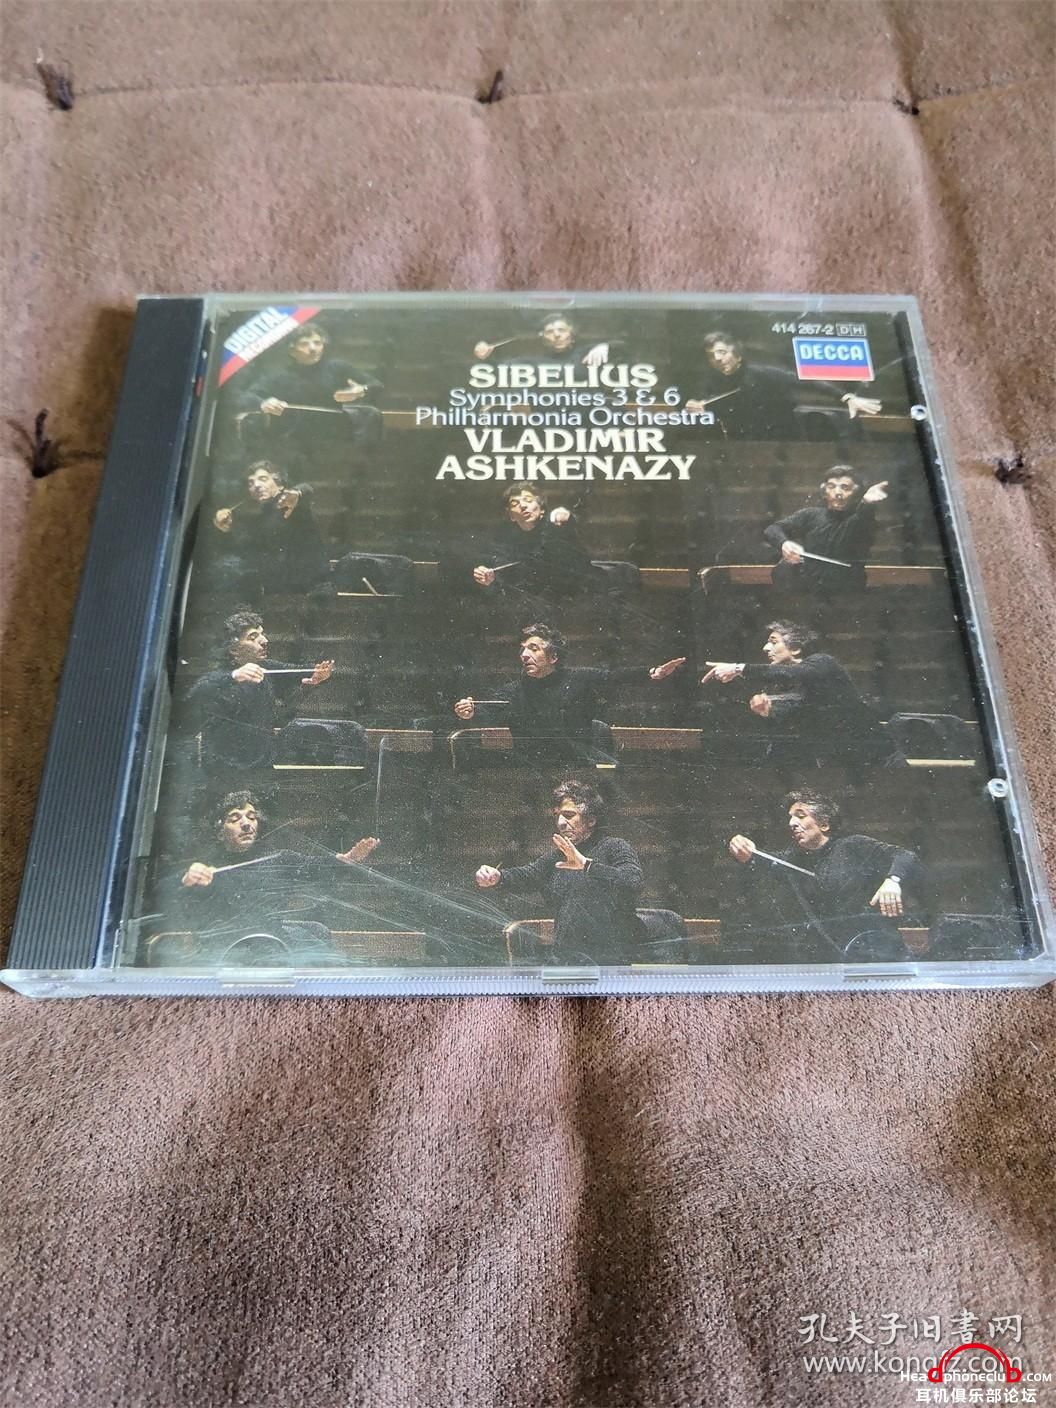 DIGITAL
RECORDING
414 267-2 DH
DECCA
SIBELIUS
Symphonies 3 & 6
Philharmonia Orchestra
VLADIMIR
ASHKENAZY
孔夫子旧書网
www.kongfz.com
Headphoneclub.com
耳机俱乐部论坛